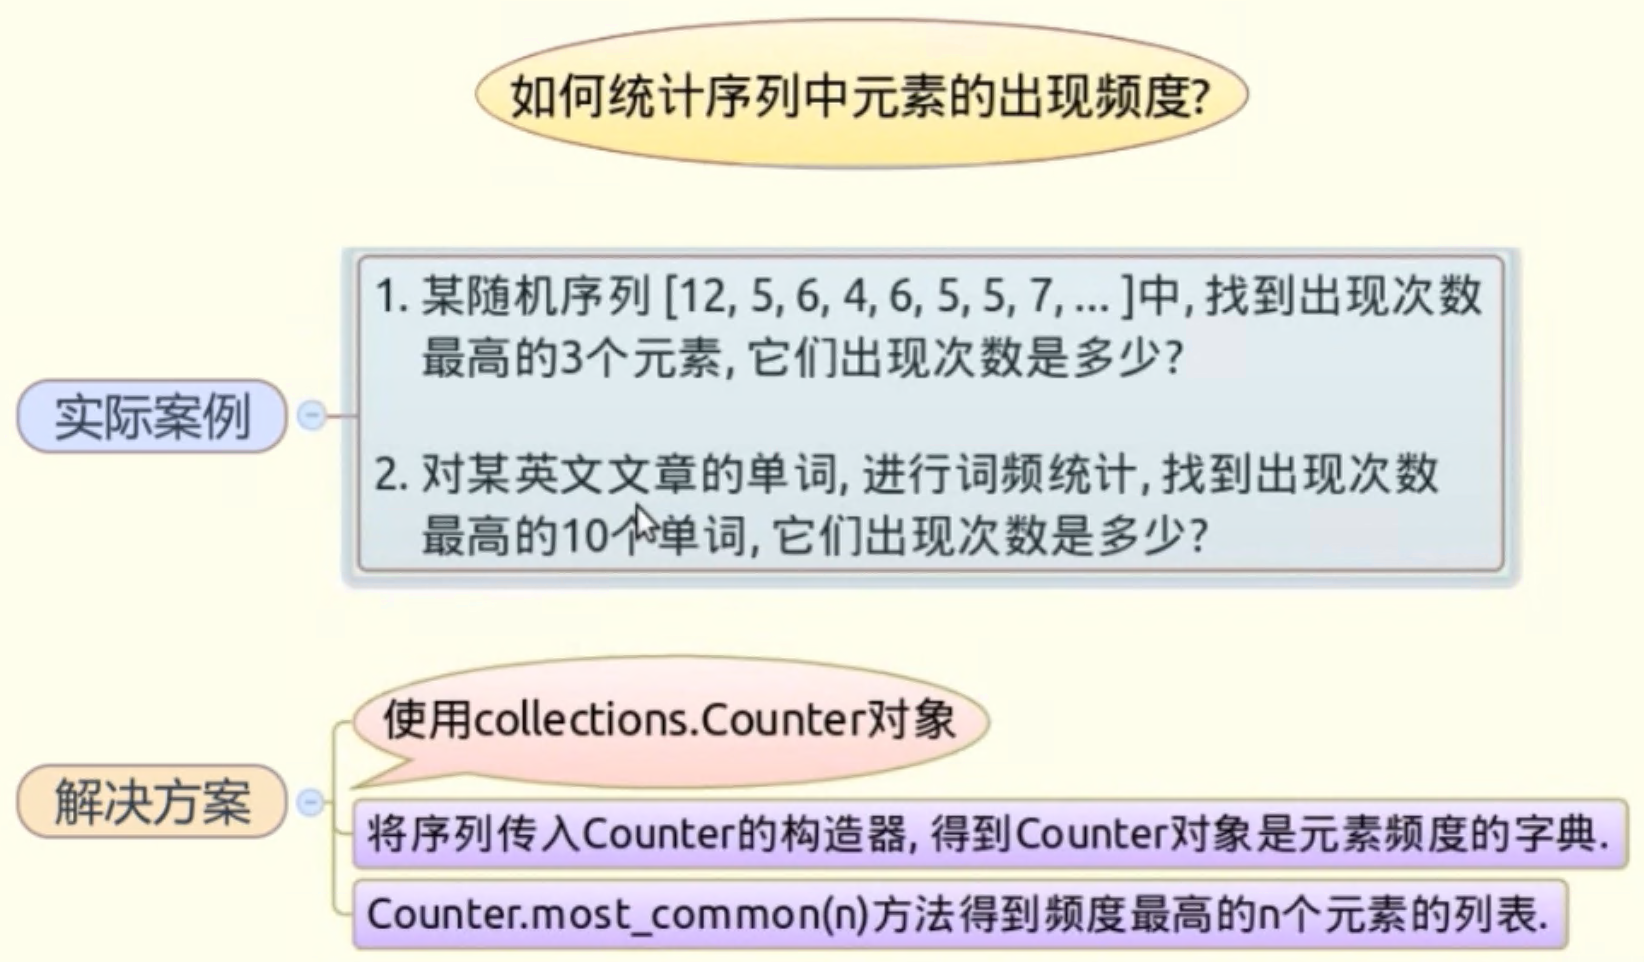 如何统计序列中元素的出现频度?
实际案例
1. 某随机序列 [12, 5, 6, 4, 6, 5, 5, 7, ... ]中, 找到出现次数
最高的3个元素, 它们出现次数是多少?
2. 对某英文文章的单词, 进行词频统计, 找到出现次数
最高的10个单词, 它们出现次数是多少?
解决方案
使用collections.Counter对象
将序列传入Counter的构造器, 得到Counter对象是元素频度的字典.
Counter.most_common(n)方法得到频度最高的n个元素的列表.